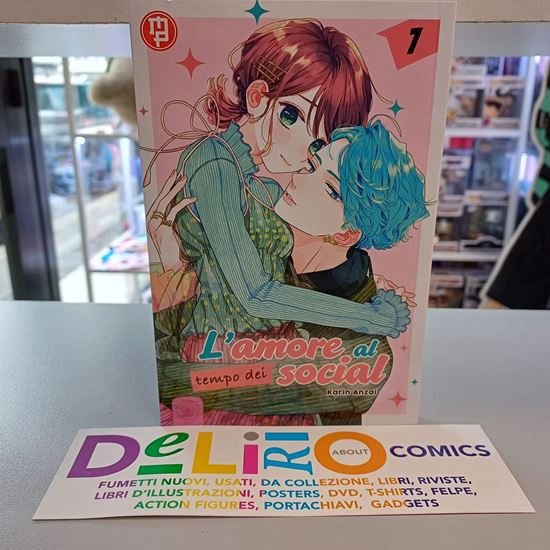 7
L'amore al
tempo dei social
Karin Anzai
DeLiRiO ABOUT COMICS
FUMETTI NUOVI, USATI, DA COLLEZIONE, LIBRI, RIVISTE,
LIBRI D'ILLUSTRAZIONI, POSTERS, DVD, T-SHIRTS, FELPE,
ACTION FIGURES, PORTACHIAVI, GADGETS